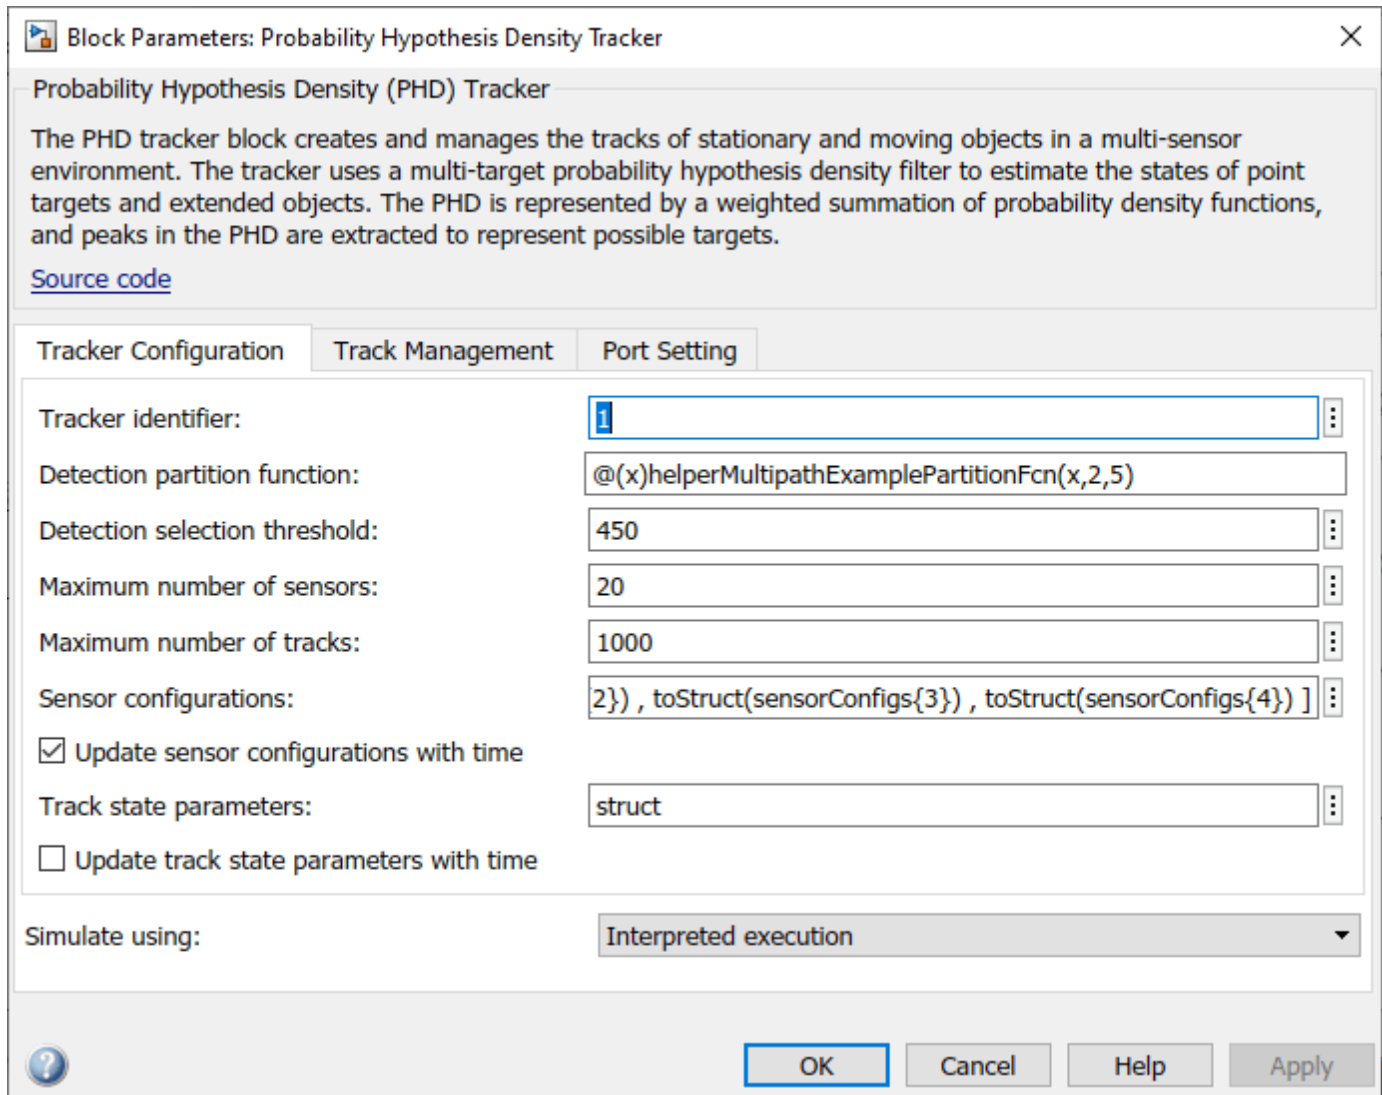 Block Parameters: Probability Hypothesis Density Tracker
Probability Hypothesis Density (PHD) Tracker
The PHD tracker block creates and manages the tracks of stationary and moving objects in a multi-sensor
environment. The tracker uses a multi-target probability hypothesis density filter to estimate the states of point
targets and extended objects. The PHD is represented by a weighted summation of probability density functions,
and peaks in the PHD are extracted to represent possible targets.
Source code
Tracker Configuration Track Management Port Setting
Tracker identifier: 1
Detection partition function: @(x)helperMultipathExamplePartitionFcn(x,2,5)
Detection selection threshold: 450
Maximum number of sensors: 20
Maximum number of tracks: 1000
Sensor configurations: 2}) , toStruct(sensorConfigs{3}) , toStruct(sensorConfigs{4}) ]
Update sensor configurations with time
Track state parameters: struct
Update track state parameters with time
Simulate using: Interpreted execution
OK Cancel Help Apply